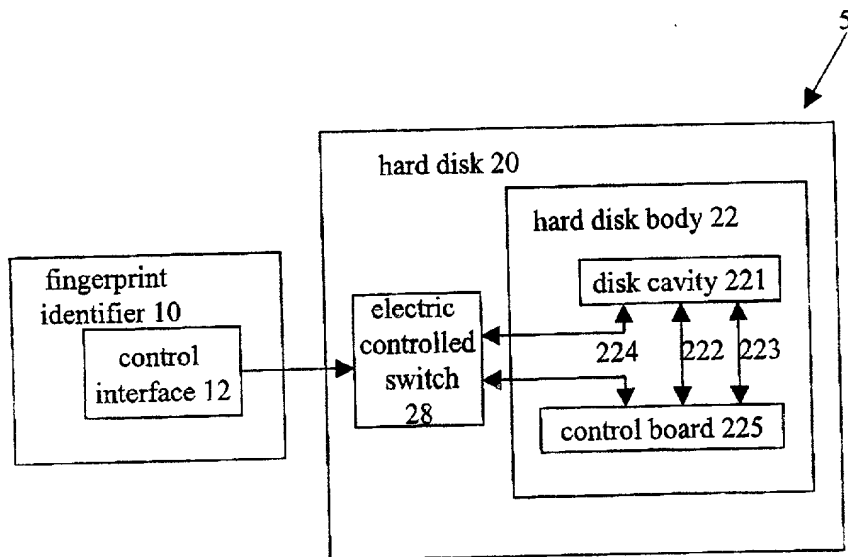 5
hard disk 20
hard disk body 22
fingerprint
identifier 10
control
interface 12
electric
controlled
switch
28
disk cavity 221
224
222
223
control board 225